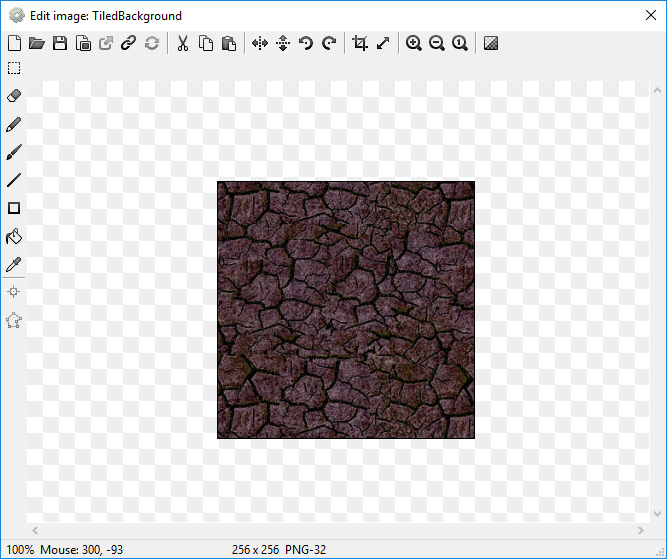 Edit image: TiledBackground
100% Mouse: 300, -93 256 x 256 PNG-32